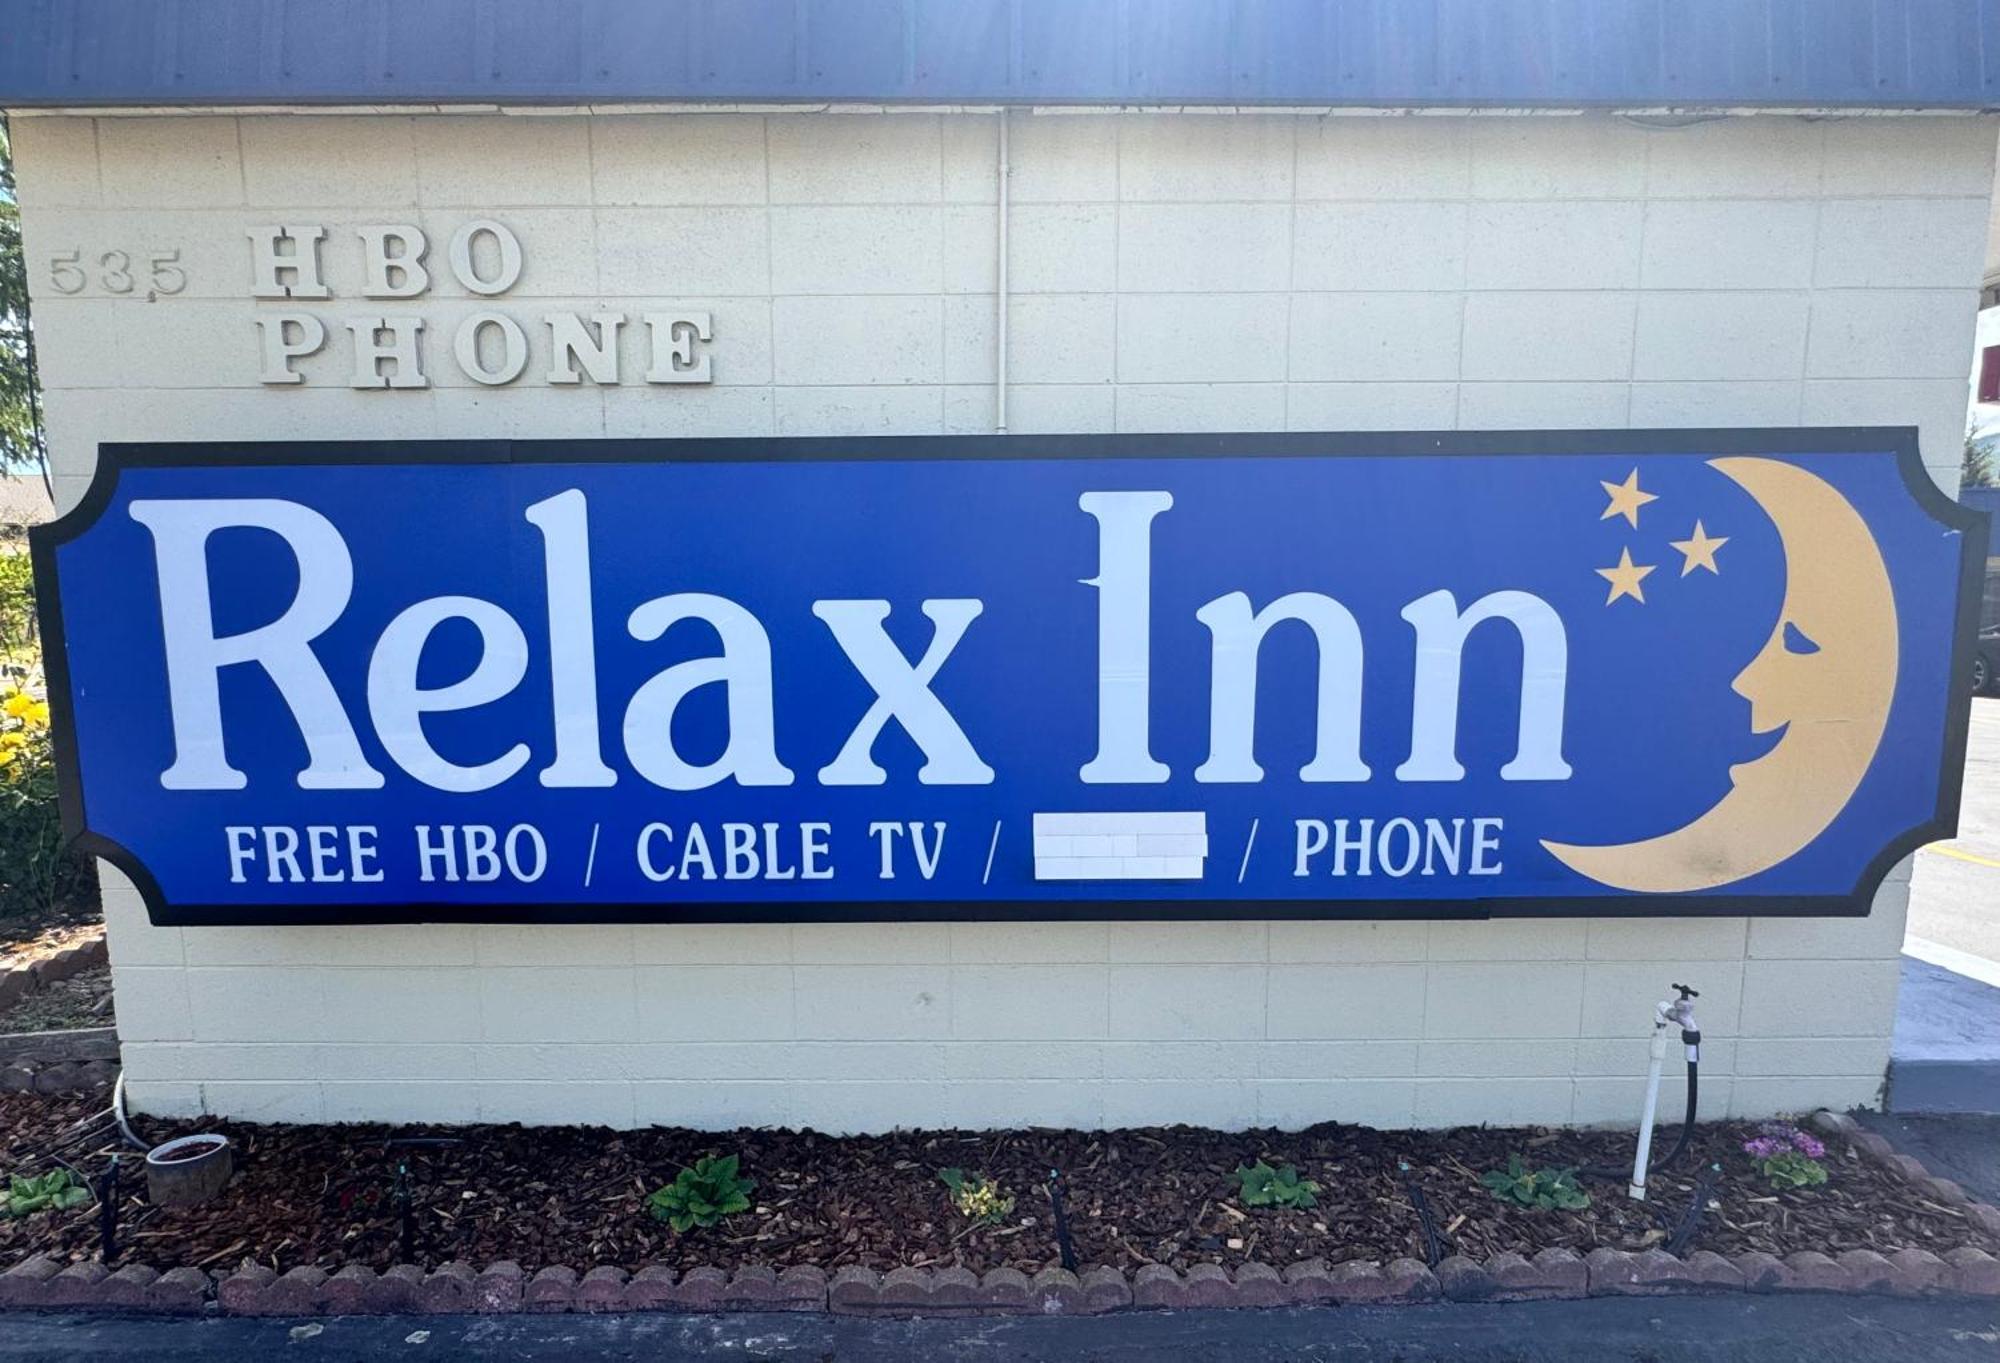 535 HBO
PHONE
Relax Inn
FREE HBO / CABLE TV / / PHONE